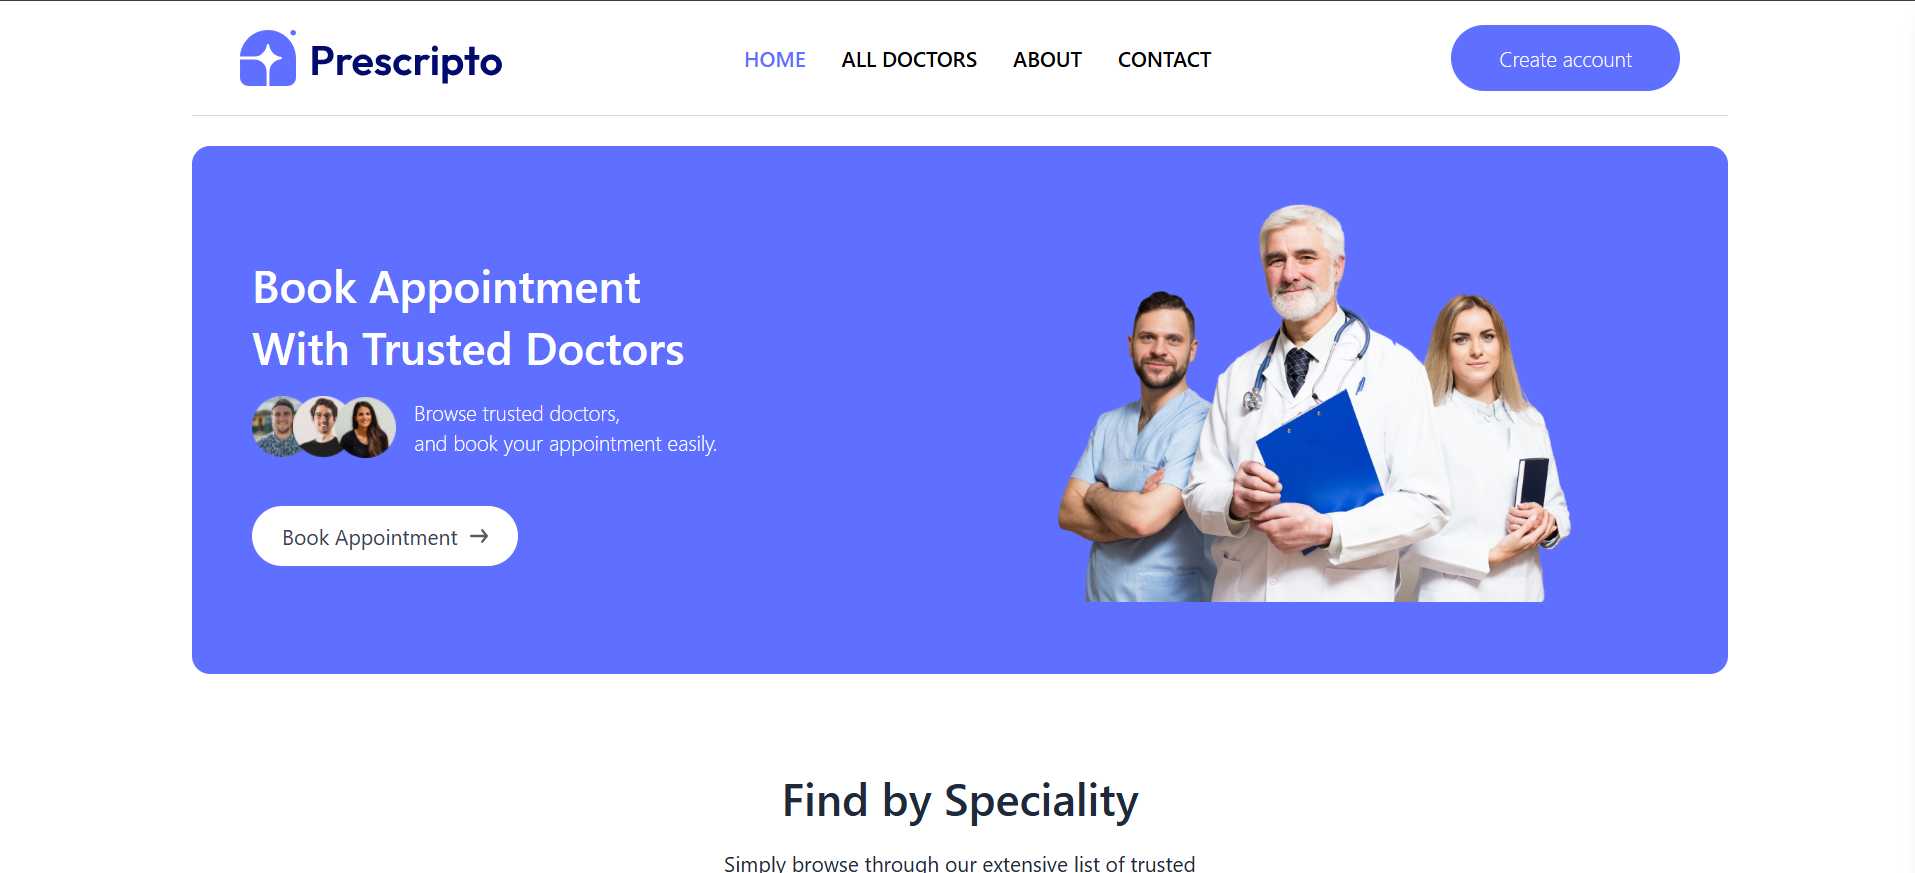 Prescripto
HOME ALL DOCTORS ABOUT CONTACT
Create account
Book Appointment
With Trusted Doctors
Browse trusted doctors,
and book your appointment easily.
Book Appointment →
Find by Speciality
Simply browse through our extensive list of trusted